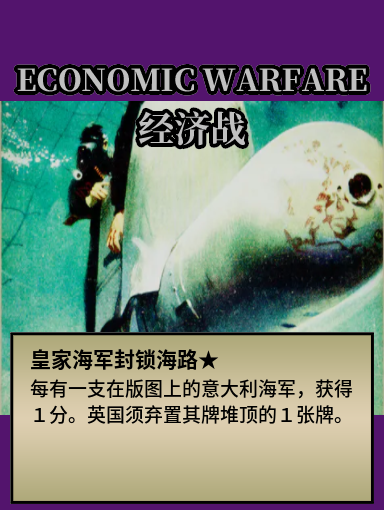 ECONOMIC WARFARE
经济战
皇家海军封锁海路★
每有一支在版图上的意大利海军，获得
１分。英国须弃置其牌堆顶的１张牌。